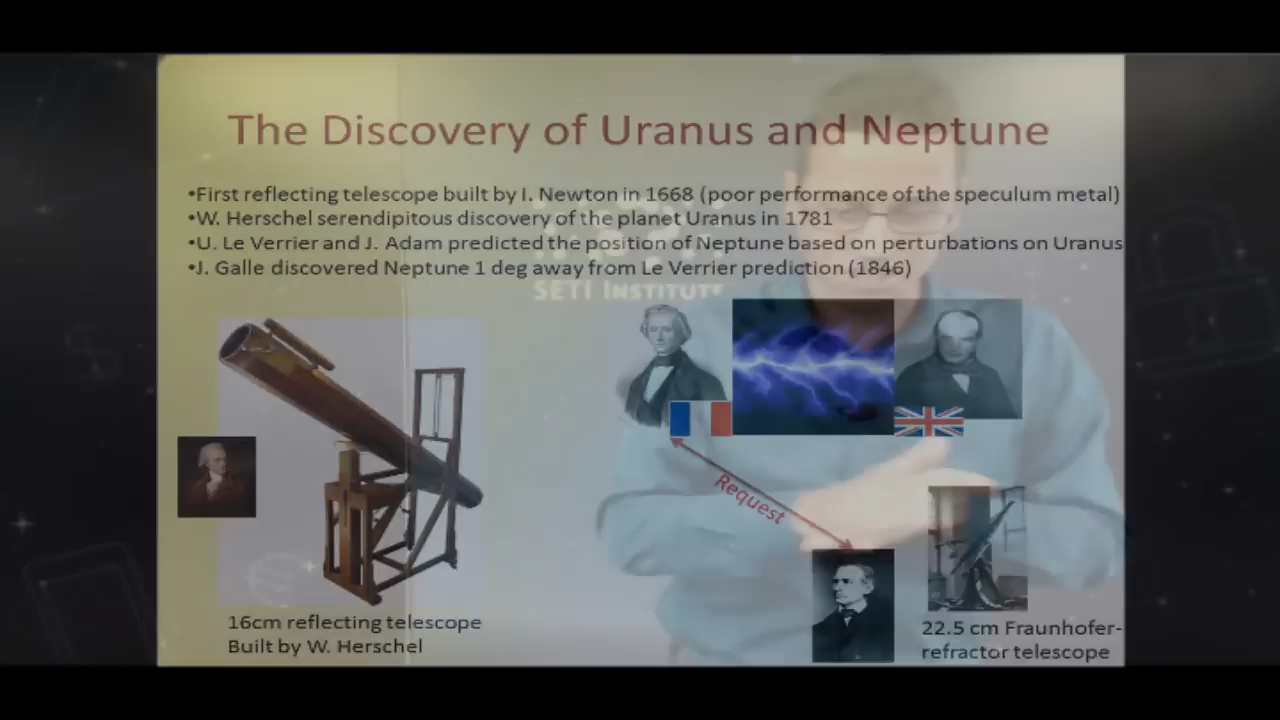 The Discovery of Uranus and Neptune
•First reflecting telescope built by I. Newton in 1668 (poor performance of the speculum metal)
•W. Herschel serendipitous discovery of the planet Uranus in 1781
•U. Le Verrier and J. Adam predicted the position of Neptune based on perturbations on Uranus
•J. Galle discovered Neptune 1 deg away from Le Verrier prediction (1846)
SETI INSTITUTE
Request
16cm reflecting telescope
Built by W. Herschel
22.5 cm Fraunhofer-
refractor telescope